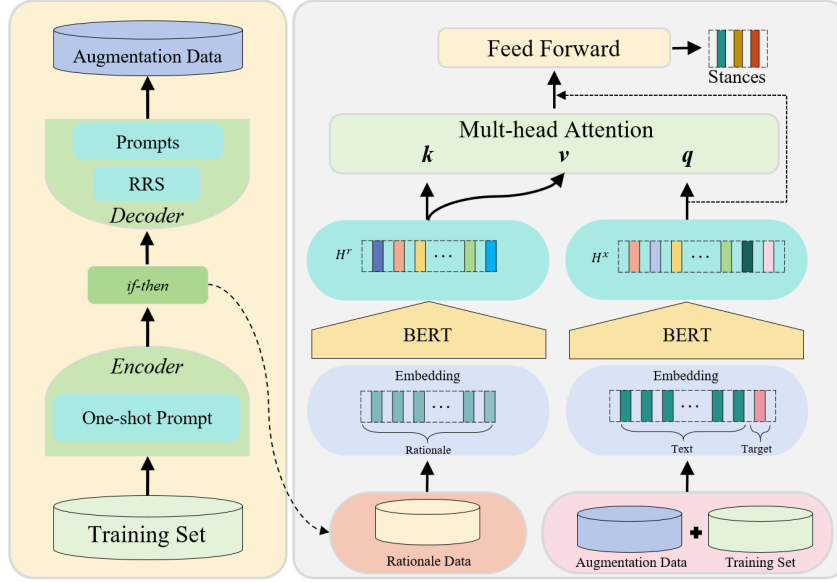 Augmentation Data
Prompts
RRS
Decoder
if-then
Encoder
One-shot Prompt
Training Set
Feed Forward
Stances
Mult-head Attention
k v q
H^r ...
H^x ...
BERT
BERT
Embedding
...
Rationale
Embedding
...
Text Target
Rationale Data
Augmentation Data
Training Set